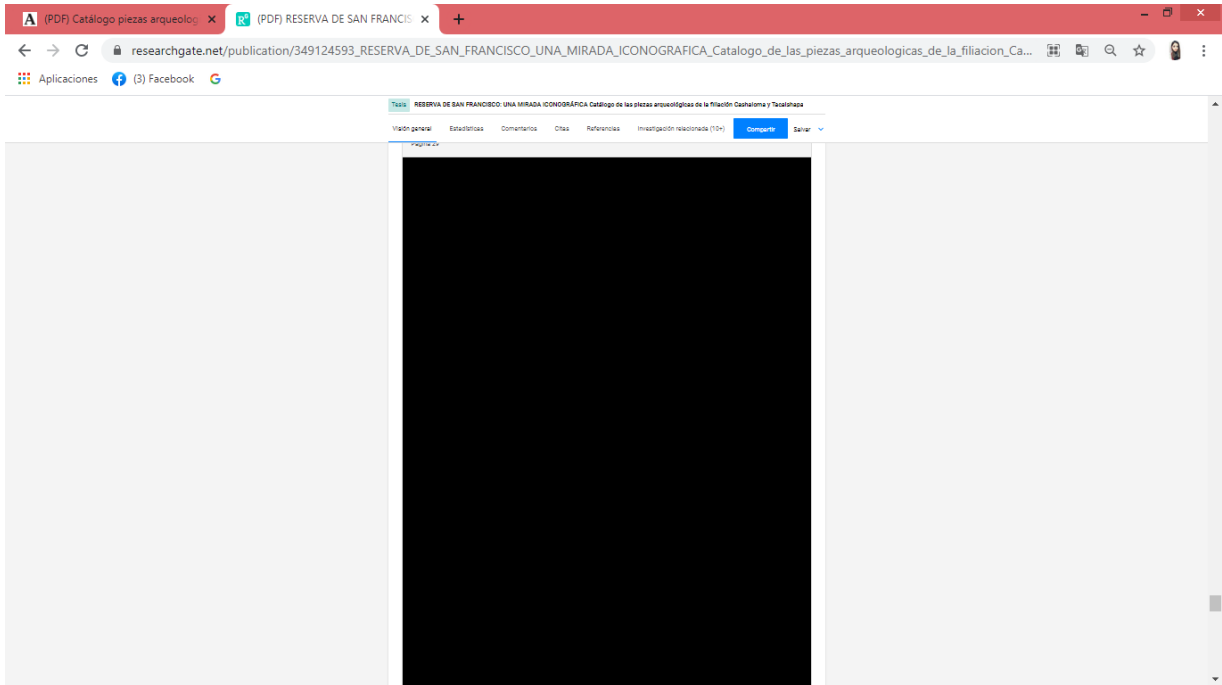 (PDF) Catálogo piezas arqueolog
(PDF) RESERVA DE SAN FRANCIS
researchgate.net/publication/349124593_RESERVA_DE_SAN_FRANCISCO_UNA_MIRADA_ICONOGRAFICA_Catalogo_de_las_piezas_arqueologicas_de_la_filiacion_Ca...
Aplicaciones (3) Facebook
Tesis RESERVA DE SAN FRANCISCO: UNA MIRADA ICONOGRÁFICA Catálogo de las piezas arqueológicas de la filiación Cashaloma y Tacalshapa
Visión general Estadísticas Comentarios Citas Referencias Investigación relacionada (10+) Compartir Salvar
Página 29